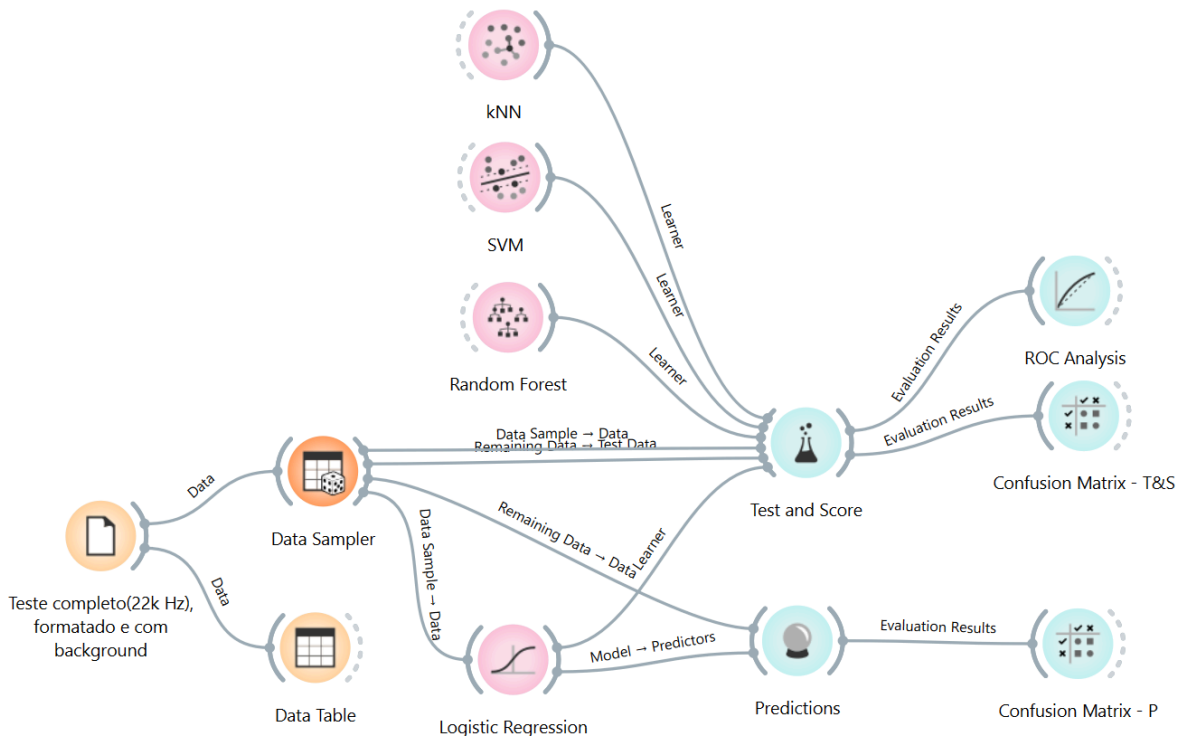 kNN
Learner
SVM
Learner
Random Forest
Learner
Evaluation Results
ROC Analysis
Evaluation Results
Confusion Matrix - T&S
Data Sample → Data
Remaining Data → Test Data
Test and Score
Data
Data Sampler
Data Sample → Data
Remaining Data → Data
Learner
Teste completo(22k Hz),
formatado e com
background
Data
Data Table
Logistic Regression
Model → Predictors
Predictions
Evaluation Results
Confusion Matrix - P